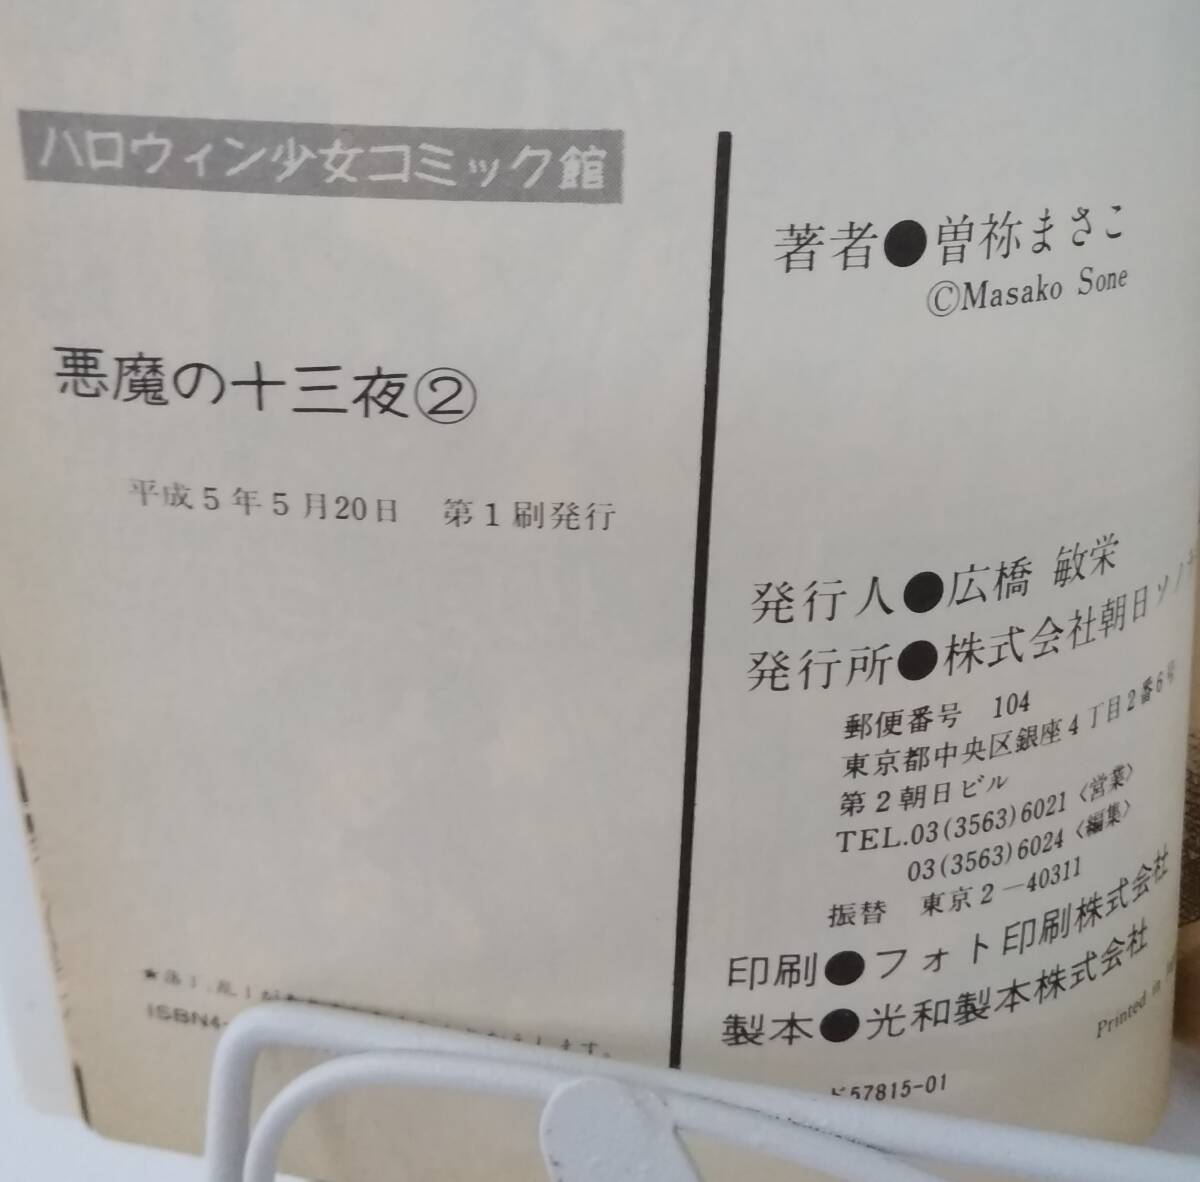 ハロウィン少女コミック館
悪魔の十三夜②
平成5年5月20日 第1刷発行
ISBN4-
著者●曽祢まさこ
©Masako Sone
発行人●広橋 敏栄
発行所●株式会社朝日ソノ
郵便番号 104
東京都中央区銀座4丁目2番6号
第2朝日ビル
TEL.03(3563)6021〈営業〉
03(3563)6024〈編集〉
振替 東京2-40311
印刷●フォト印刷株式会社
製本●光和製本株式会社
Printed in
57815-01